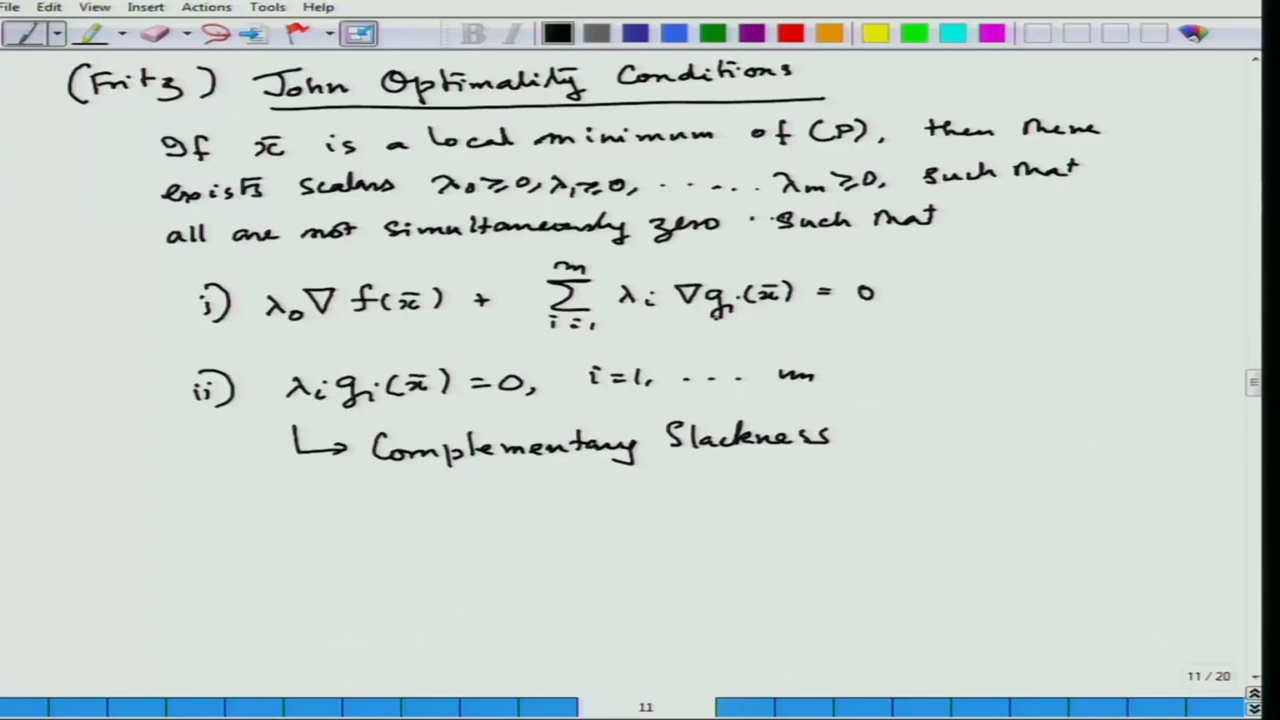 File Edit View Insert Actions Tools Help
B I
(Fritz) John Optimality Conditions
If x̄ is a local minimum of (P), then there
exists scalars λ₀ ≥ 0, λ₁ ≥ 0, ...... λₘ ≥ 0, such that
all are not simultaneously zero. such that
i) λ₀ ∇ f(x̄) + ∑_{i=1}^{m} λᵢ ∇gᵢ(x̄) = 0
ii) λᵢ gᵢ(x̄) = 0, i = 1, ... m
↳ Complementary Slackness
11 / 20
11